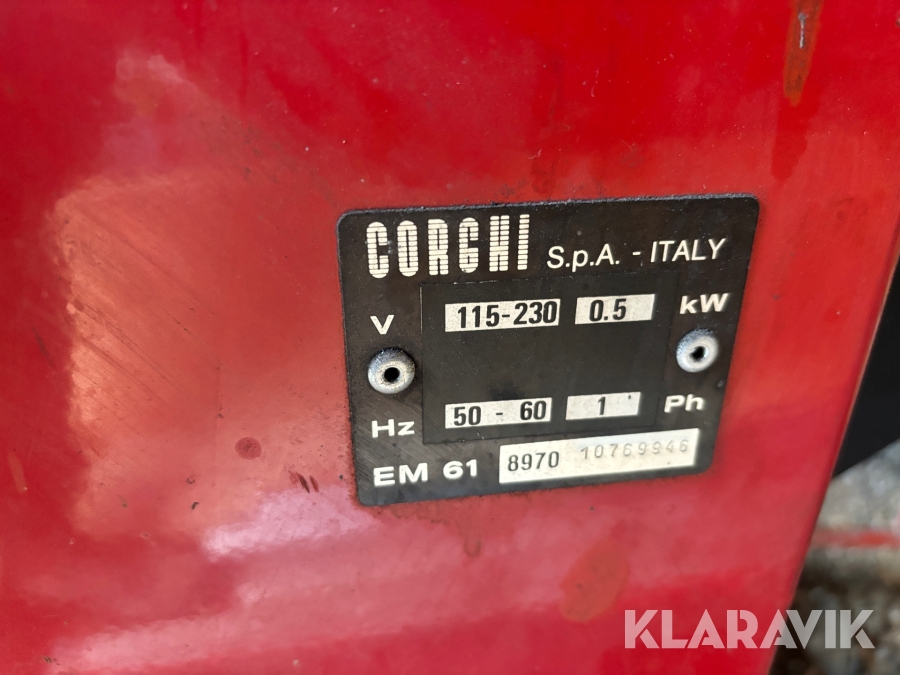 CORGHI S.p.A. - ITALY
V 115-230 0.5 kW
Hz 50 - 60 1 Ph
EM 61 8970 10769946
KLARAVIK